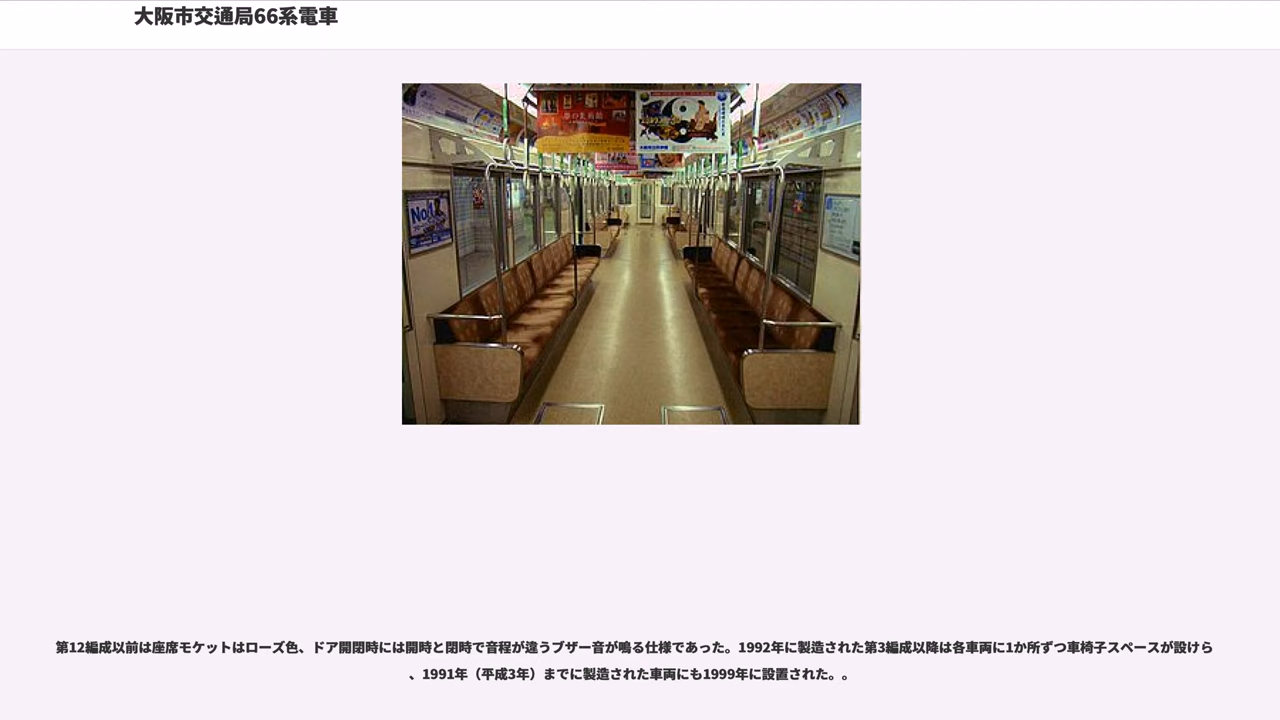 大阪市交通局66系電車
No.1
第12編成以前は座席モケットはローズ色、ドア開閉時には開時と閉時で音程が違うブザー音が鳴る仕様であった。1992年に製造された第3編成以降は各車両に1か所ずつ車椅子スペースが設けら
、1991年（平成3年）までに製造された車両にも1999年に設置された。。